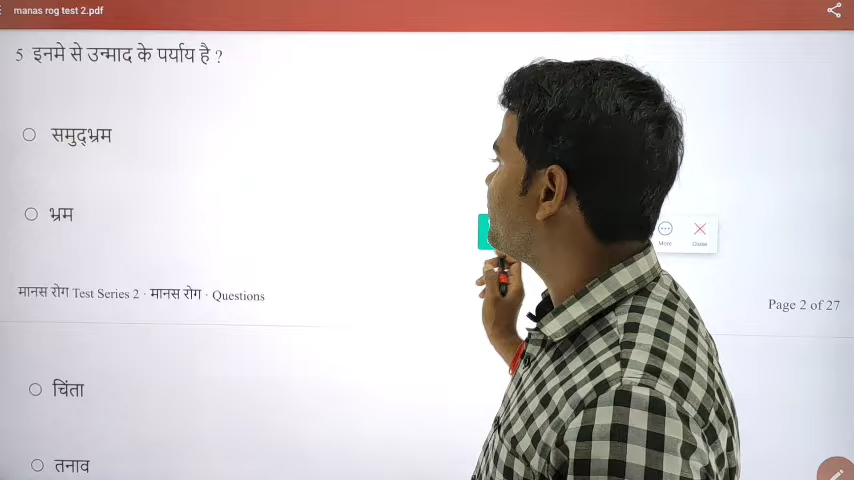 manas rog test 2.pdf
5 इनमे से उन्माद के पर्याय है ?
समुद्भ्रम
भ्रम
More
Close
मानस रोग Test Series 2 · मानस रोग · Questions
Page 2 of 27
चिंता
तनाव